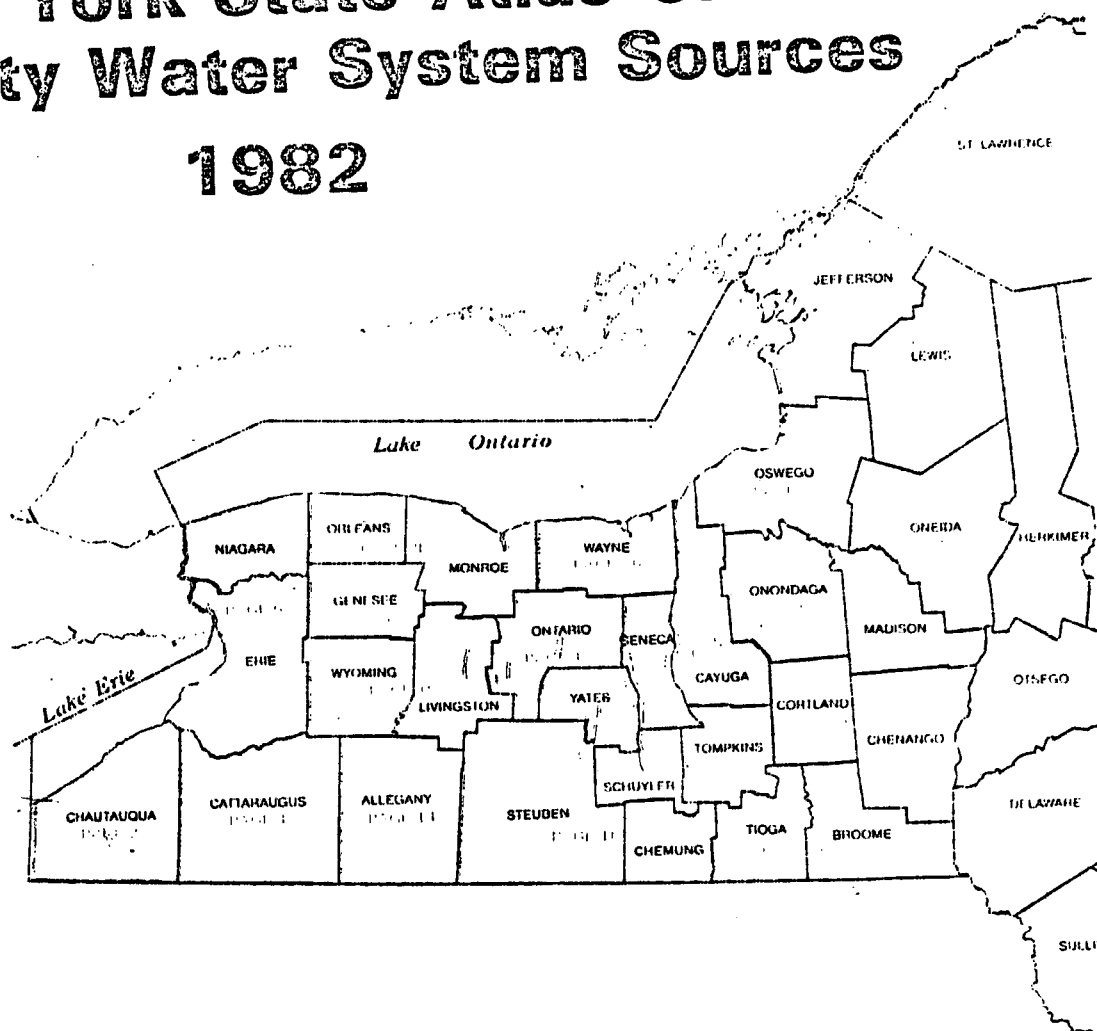 York State Atlas
ty Water System Sources
1982
ST LAWRENCE
JEFFERSON
LEWIS
Lake Ontario
OSWEGO
ORLEANS
ONEIDA
HERKIMER
NIAGARA
WAYNE
MONROE
ONONDAGA
GENESEE
ONTARIO
MADISON
SENECA
ERIE
WYOMING
CAYUGA
OTSEGO
Lake Erie
YATES
LIVINGSTON
CORTLAND
CHENANGO
TOMPKINS
SCHUYLER
CHAUTAUQUA
CATTARAUGUS
ALLEGANY
STEUBEN
DELAWARE
TIOGA
BROOME
CHEMUNG
SULLI